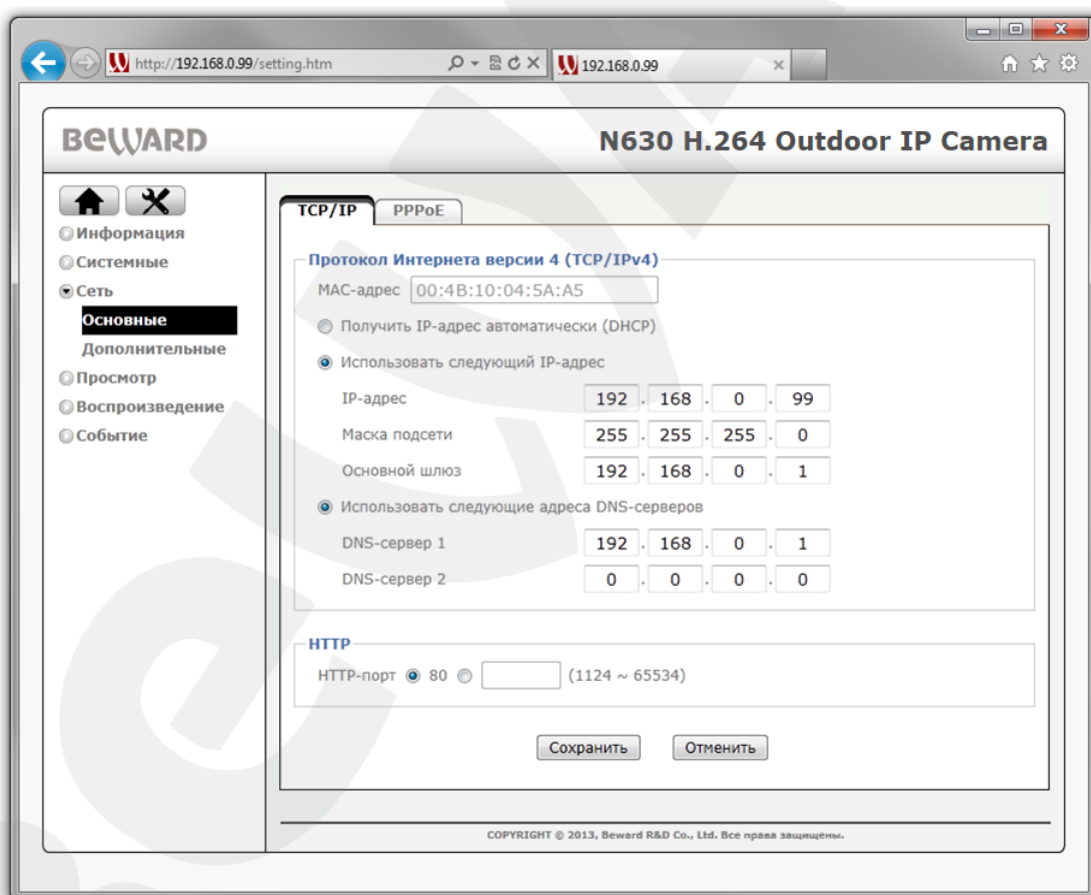 http://192.168.0.99/setting.htm
192.168.0.99
BEWARD
N630 H.264 Outdoor IP Camera
Информация
Системные
Сеть
Основные
Дополнительные
Просмотр
Воспроизведение
Событие
TCP/IP PPPoE
Протокол Интернета версии 4 (TCP/IPv4)
MAC-адрес 00:4B:10:04:5A:A5
Получить IP-адрес автоматически (DHCP)
Использовать следующий IP-адрес
IP-адрес 192 . 168 . 0 . 99
Маска подсети 255 . 255 . 255 . 0
Основной шлюз 192 . 168 . 0 . 1
Использовать следующие адреса DNS-серверов
DNS-сервер 1 192 . 168 . 0 . 1
DNS-сервер 2 0 . 0 . 0 . 0
HTTP
HTTP-порт 80 (1124 ~ 65534)
Сохранить Отменить
COPYRIGHT © 2013, Beward R&D Co., Ltd. Все права защищены.